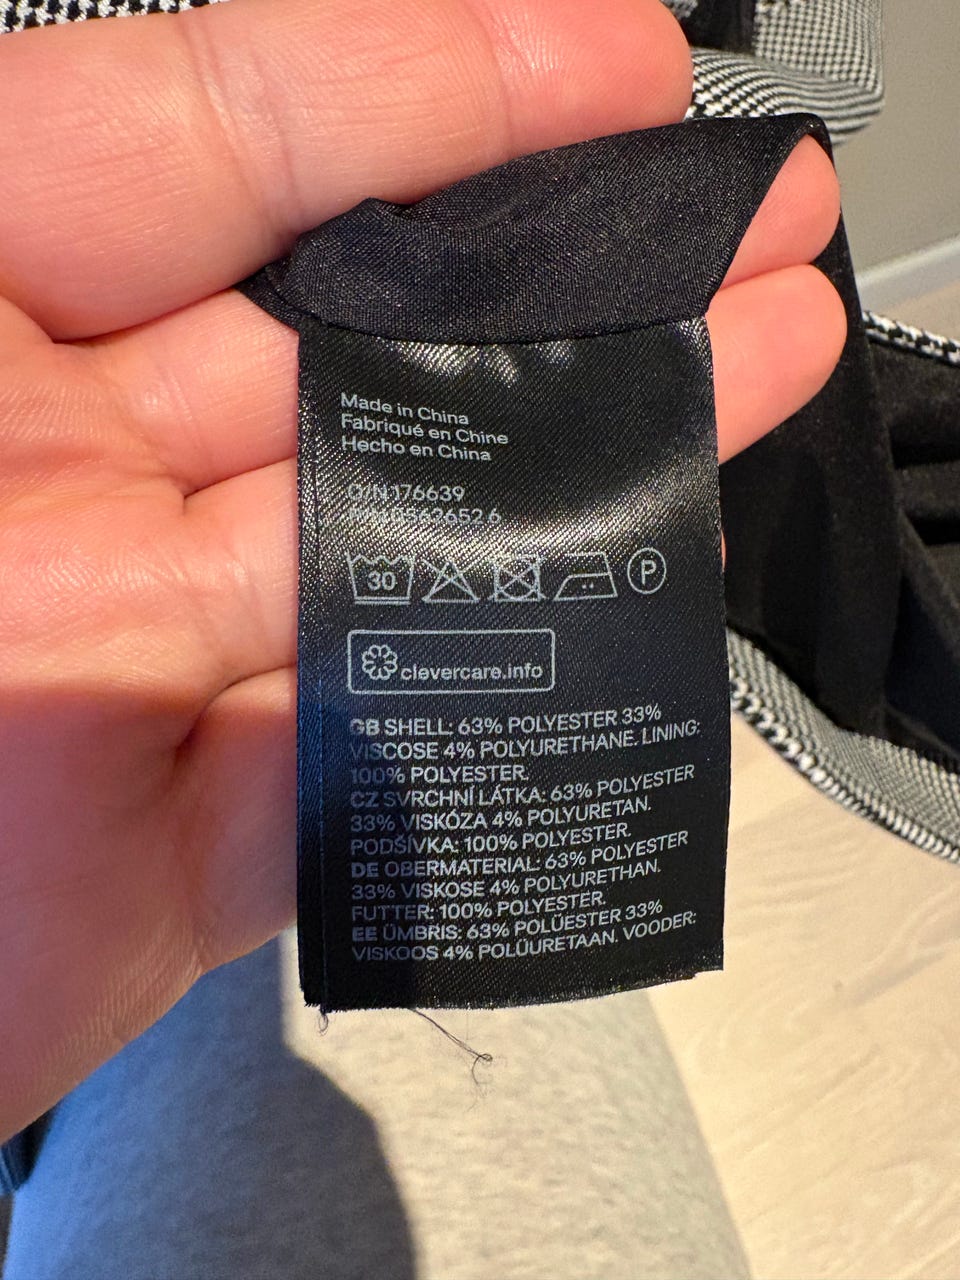 Made in China
Fabriqué en Chine
Hecho en China
O/N 176639
30
P
clevercare.info
GB SHELL: 63% POLYESTER 33%
VISCOSE 4% POLYURETHANE. LINING:
100% POLYESTER.
CZ SVRCHNÍ LÁTKA: 63% POLYESTER
33% VISKÓZA 4% POLYURETAN.
PODŠÍVKA: 100% POLYESTER.
DE OBERMATERIAL: 63% POLYESTER
33% VISKOSE 4% POLYURETHAN.
FUTTER: 100% POLYESTER.
EE ÜMBRIS: 63% POLÜESTER 33%
VISKOOS 4% POLÜURETAAN. VOODER: